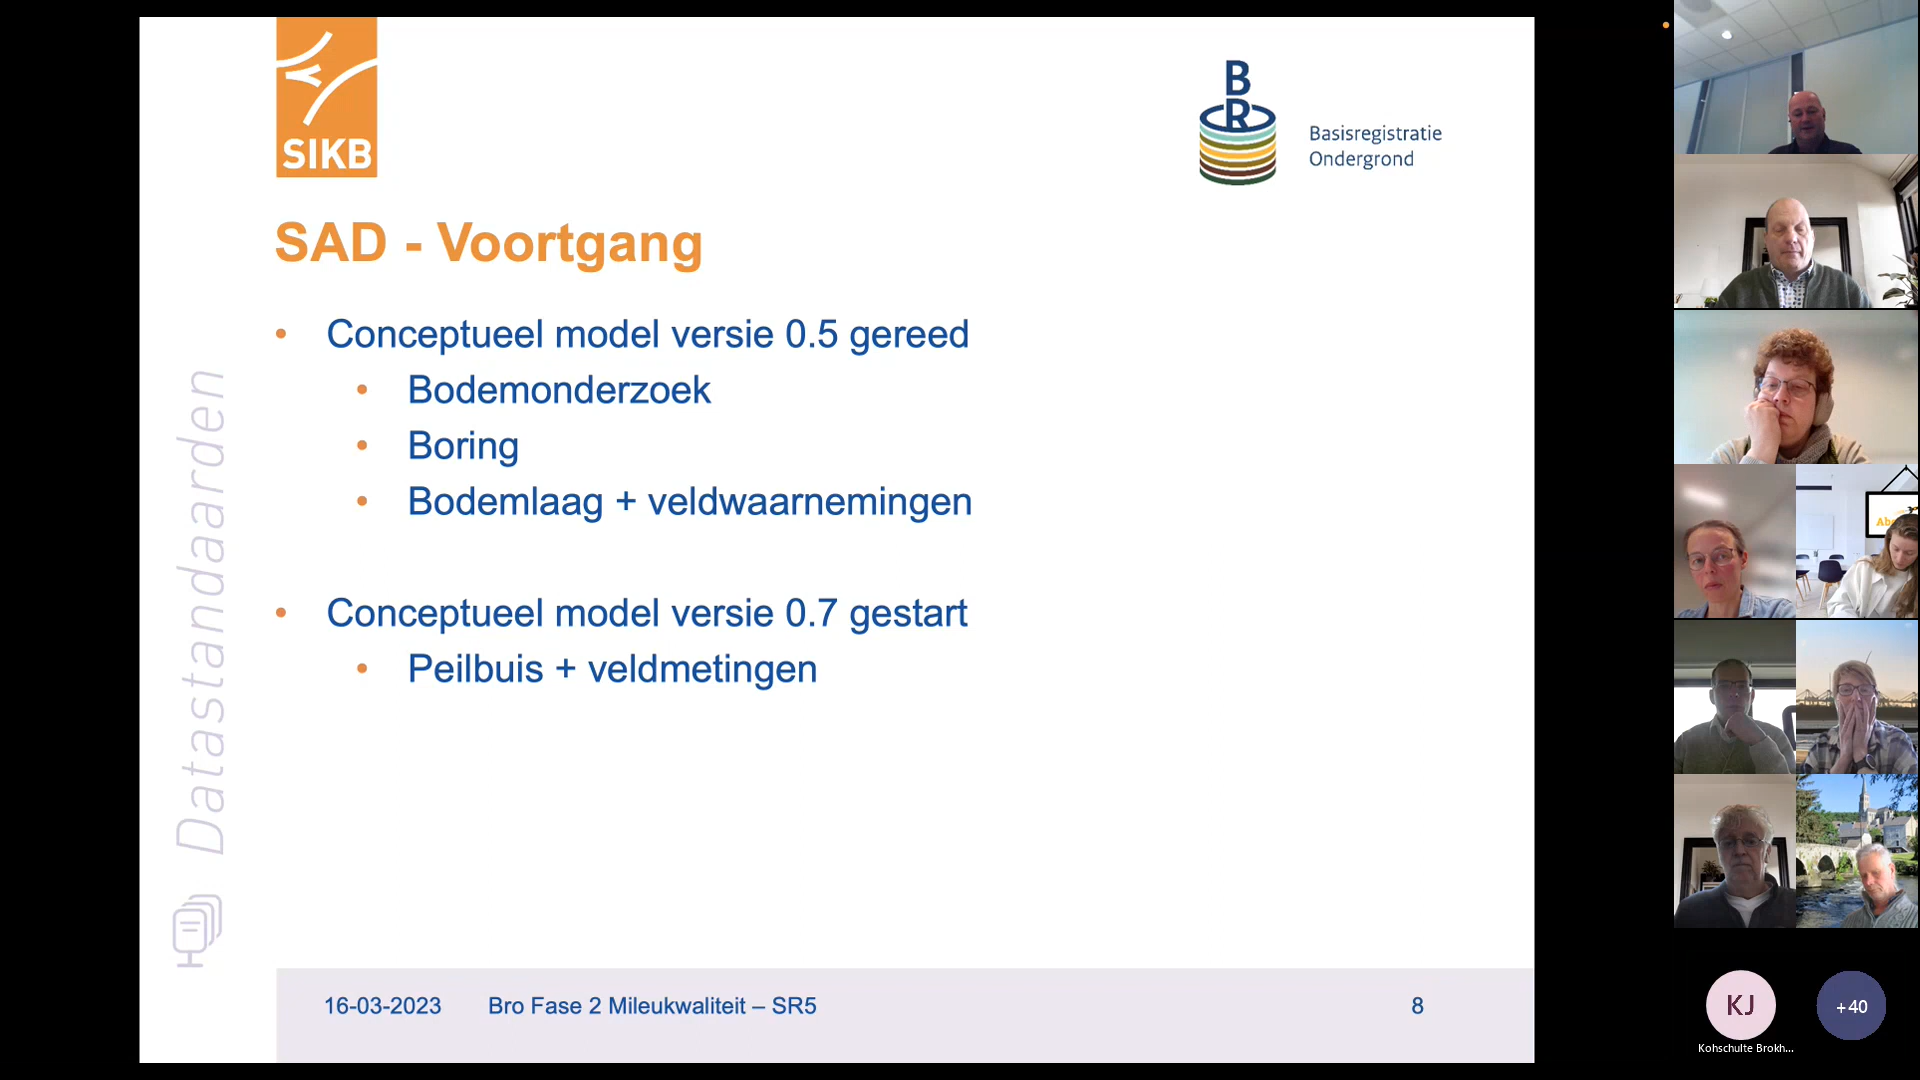 SIKB
B
R
Basisregistratie
Ondergrond
SAD - Voortgang
• Conceptueel model versie 0.5 gereed
• Bodemonderzoek
• Boring
• Bodemlaag + veldwaarnemingen
• Conceptueel model versie 0.7 gestart
• Peilbuis + veldmetingen
Datastandaarden
16-03-2023 Bro Fase 2 Mileukwaliteit – SR5 8
KJ
+40
Kohschulte Brokh...